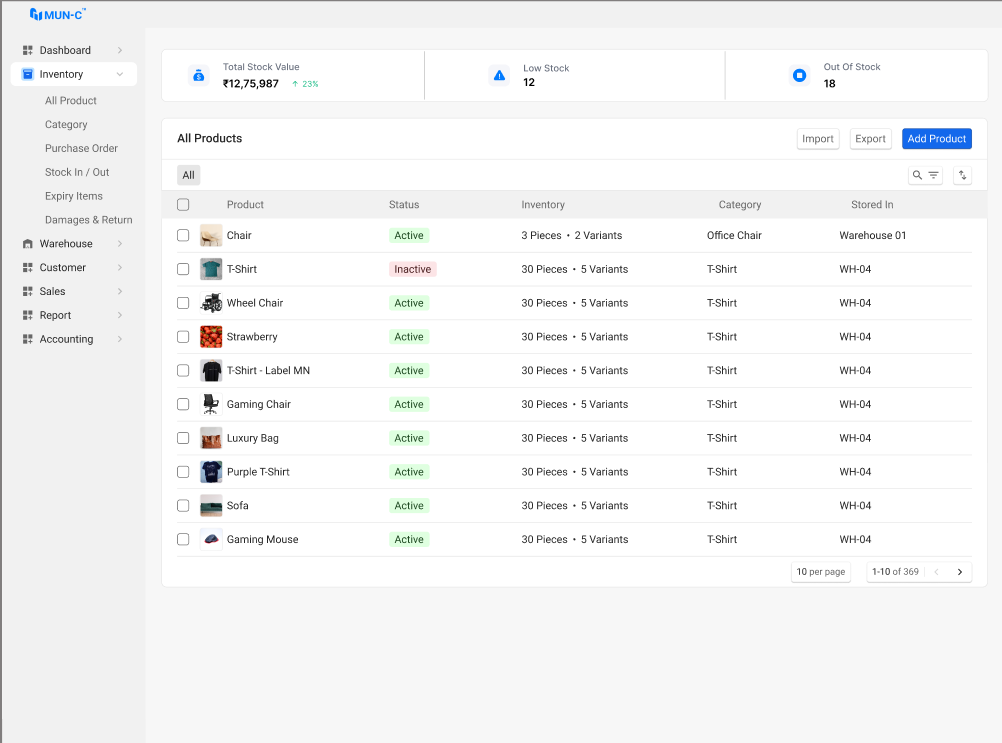 MUN-C™
Dashboard
Inventory
All Product
Category
Purchase Order
Stock In / Out
Expiry Items
Damages & Return
Warehouse
Customer
Sales
Report
Accounting
Total Stock Value
₹12,75,987 ↑ 23%
Low Stock
12
Out Of Stock
18
All Products
Import Export Add Product
All
Product Status Inventory Category Stored In
Chair Active 3 Pieces • 2 Variants Office Chair Warehouse 01
T-Shirt Inactive 30 Pieces • 5 Variants T-Shirt WH-04
Wheel Chair Active 30 Pieces • 5 Variants T-Shirt WH-04
Strawberry Active 30 Pieces • 5 Variants T-Shirt WH-04
T-Shirt - Label MN Active 30 Pieces • 5 Variants T-Shirt WH-04
Gaming Chair Active 30 Pieces • 5 Variants T-Shirt WH-04
Luxury Bag Active 30 Pieces • 5 Variants T-Shirt WH-04
Purple T-Shirt Active 30 Pieces • 5 Variants T-Shirt WH-04
Sofa Active 30 Pieces • 5 Variants T-Shirt WH-04
Gaming Mouse Active 30 Pieces • 5 Variants T-Shirt WH-04
10 per page 1-10 of 369